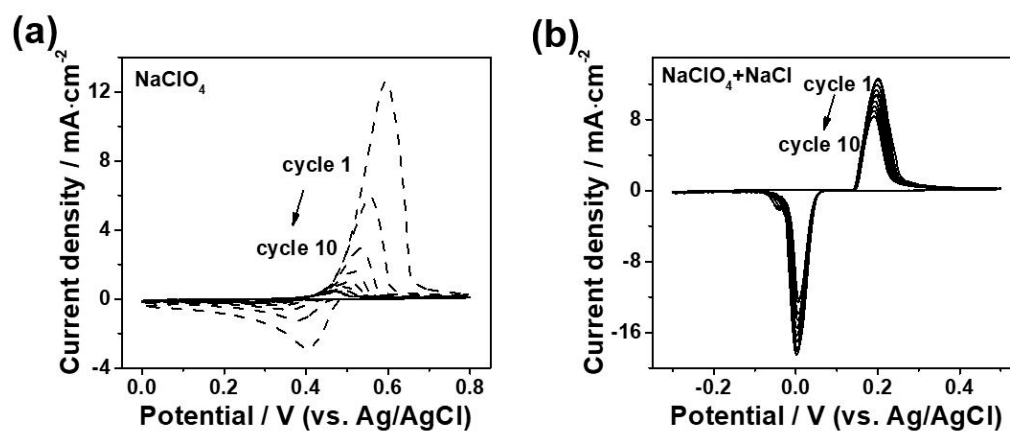 (a)
NaClO₄
cycle 1
cycle 10
12
8
4
0
-4
0.0 0.2 0.4 0.6 0.8
Current density / mA·cm⁻²
Potential / V (vs. Ag/AgCl)
(b)
NaClO₄+NaCl
cycle 1
cycle 10
8
0
-8
-16
-0.2 0.0 0.2 0.4
Current density / mA·cm⁻²
Potential / V (vs. Ag/AgCl)